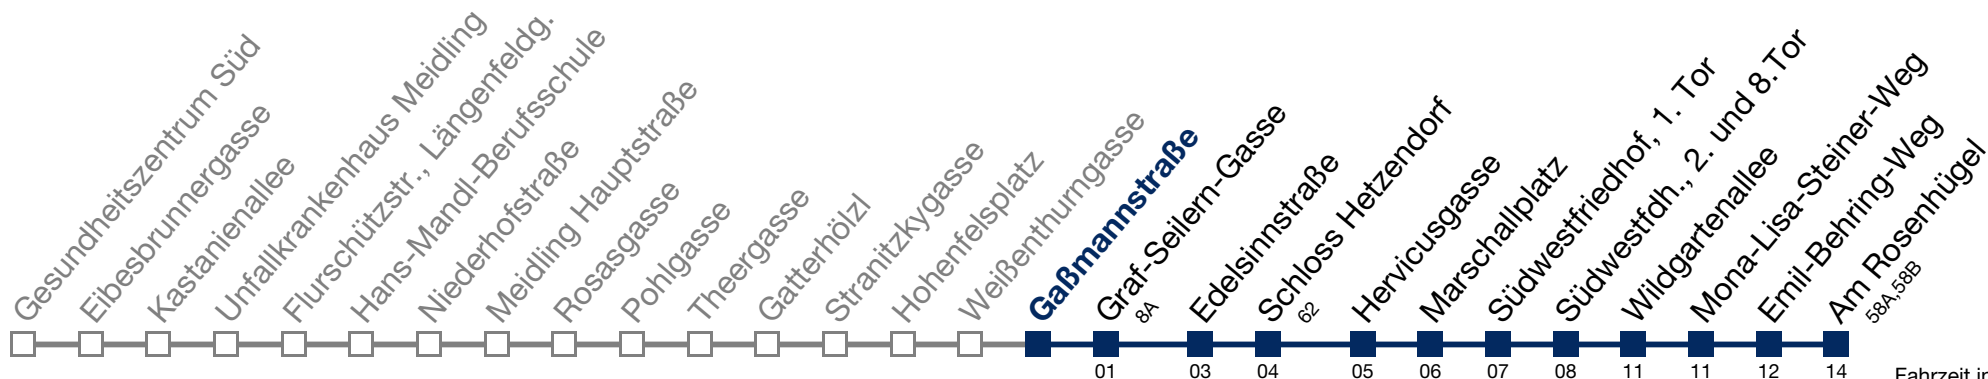 Gesundheitszentrum Süd
Eibesbrunnergasse
Kastanienallee
Unfallkrankenhaus Meidling
Flurschützstr., Längenfeldg.
Hans-Mandl-Berufsschule
Niederhofstraße
Meidling Hauptstraße
Rosasgasse
Pohlgasse
Theergasse
Gatterhölzl
Stranitzkygasse
Hohenfelsplatz
Weißenthurngasse
Gaßmannstraße
Graf-Seilern-Gasse
8A
Edelsinnstraße
Schloss Hetzendorf
62
Hervicusgasse
Marschallplatz
Südwestfriedhof, 1. Tor
Südwestfdh., 2. und 8.Tor
Wildgartenallee
Mona-Lisa-Steiner-Weg
Emil-Behring-Weg
Am Rosenhügel
58A,58B
01 03 04 05 06 07 08 11 11 12 14
Fahrzeit in